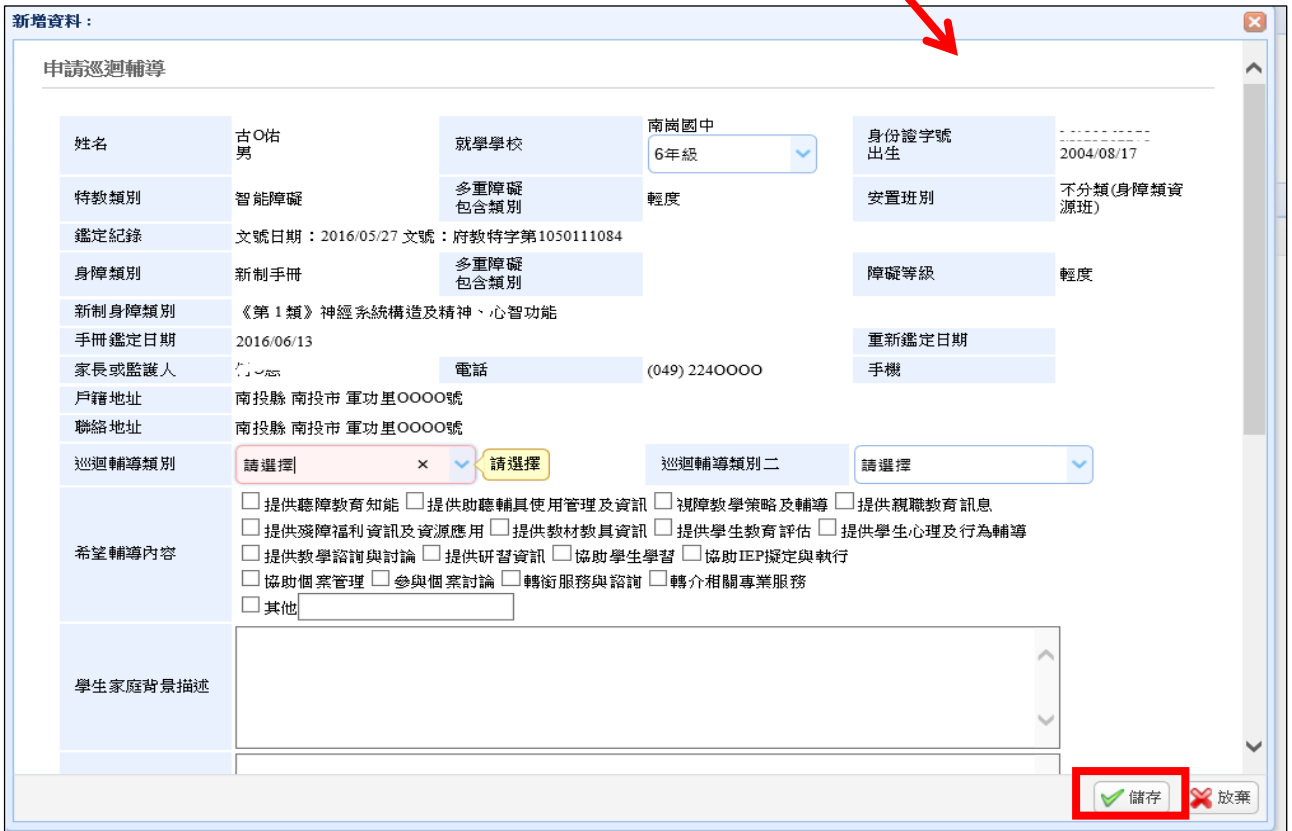 新增資料：
申請巡迴輔導
姓名 古O佑 男 就學學校 南崗國中 6年級 身份證字號 出生 2004/08/17
特教類別 智能障礙 多重障礙 包含類別 輕度 安置班別 不分類(身障類資源班)
鑑定紀錄 文號日期：2016/05/27 文號：府教特字第1050111084
身障類別 新制手冊 多重障礙 包含類別 障礙等級 輕度
新制身障類別 《第1類》神經系統構造及精神、心智功能
手冊鑑定日期 2016/06/13 重新鑑定日期
家長或監護人 電話 (049) 224OOOO 手機
戶籍地址 南投縣 南投市 軍功里OOOO號
聯絡地址 南投縣 南投市 軍功里OOOO號
巡迴輔導類別 請選擇 × 請選擇 巡迴輔導類別二 請選擇
希望輔導內容
提供聽障教育知能 提供助聽輔具使用管理及資訊 視障教學策略及輔導 提供親職教育訊息
提供殘障福利資訊及資源應用 提供教材教具資訊 提供學生教育評估 提供學生心理及行為輔導
提供教學諮詢與討論 提供研習資訊 協助學生學習 協助IEP擬定與執行
協助個案管理 參與個案討論 轉銜服務與諮詢 轉介相關專業服務
其他
學生家庭背景描述
儲存 放棄